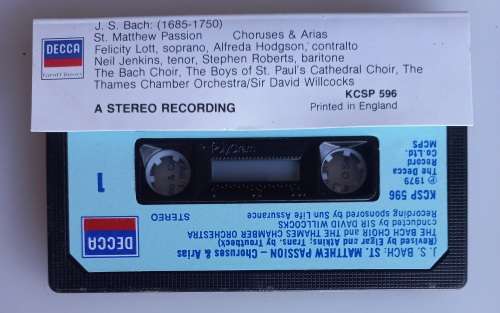 DECCA
J. S. Bach: (1685-1750)
St. Matthew Passion Choruses & Arias
Felicity Lott, soprano, Alfreda Hodgson, contralto
Neil Jenkins, tenor, Stephen Roberts, baritone
The Bach Choir, The Boys of St. Paul's Cathedral Choir, The
Thames Chamber Orchestra/Sir David Willcocks
KCSP 596
A STEREO RECORDING Printed in England
PolyGram
J. S. BACH: ST. MATTHEW PASSION – Choruses & Arias
(Revised by Elgar and Atkins; Trans; by Troutbeck)
THE BACH CHOIR and THE THAMES CHAMBER ORCHESTRA
conducted by SIR DAVID WILLCOCKS
Recording sponsored by Sun Life Assurance
DECCA
STEREO
1
KCSP 596
℗ 1979
The Decca
Record
Co. Ltd.
MCPS